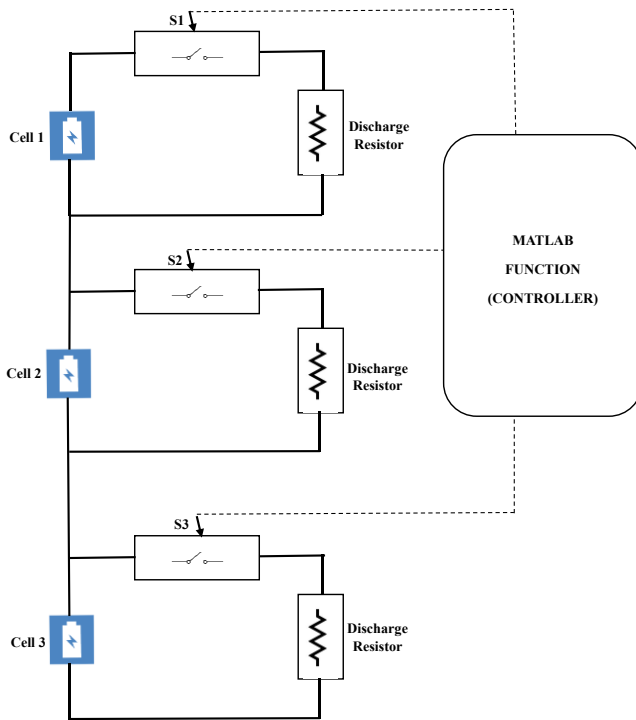 S1
Cell 1
Discharge
Resistor
MATLAB
FUNCTION
(CONTROLLER)
S2
Cell 2
Discharge
Resistor
S3
Cell 3
Discharge
Resistor